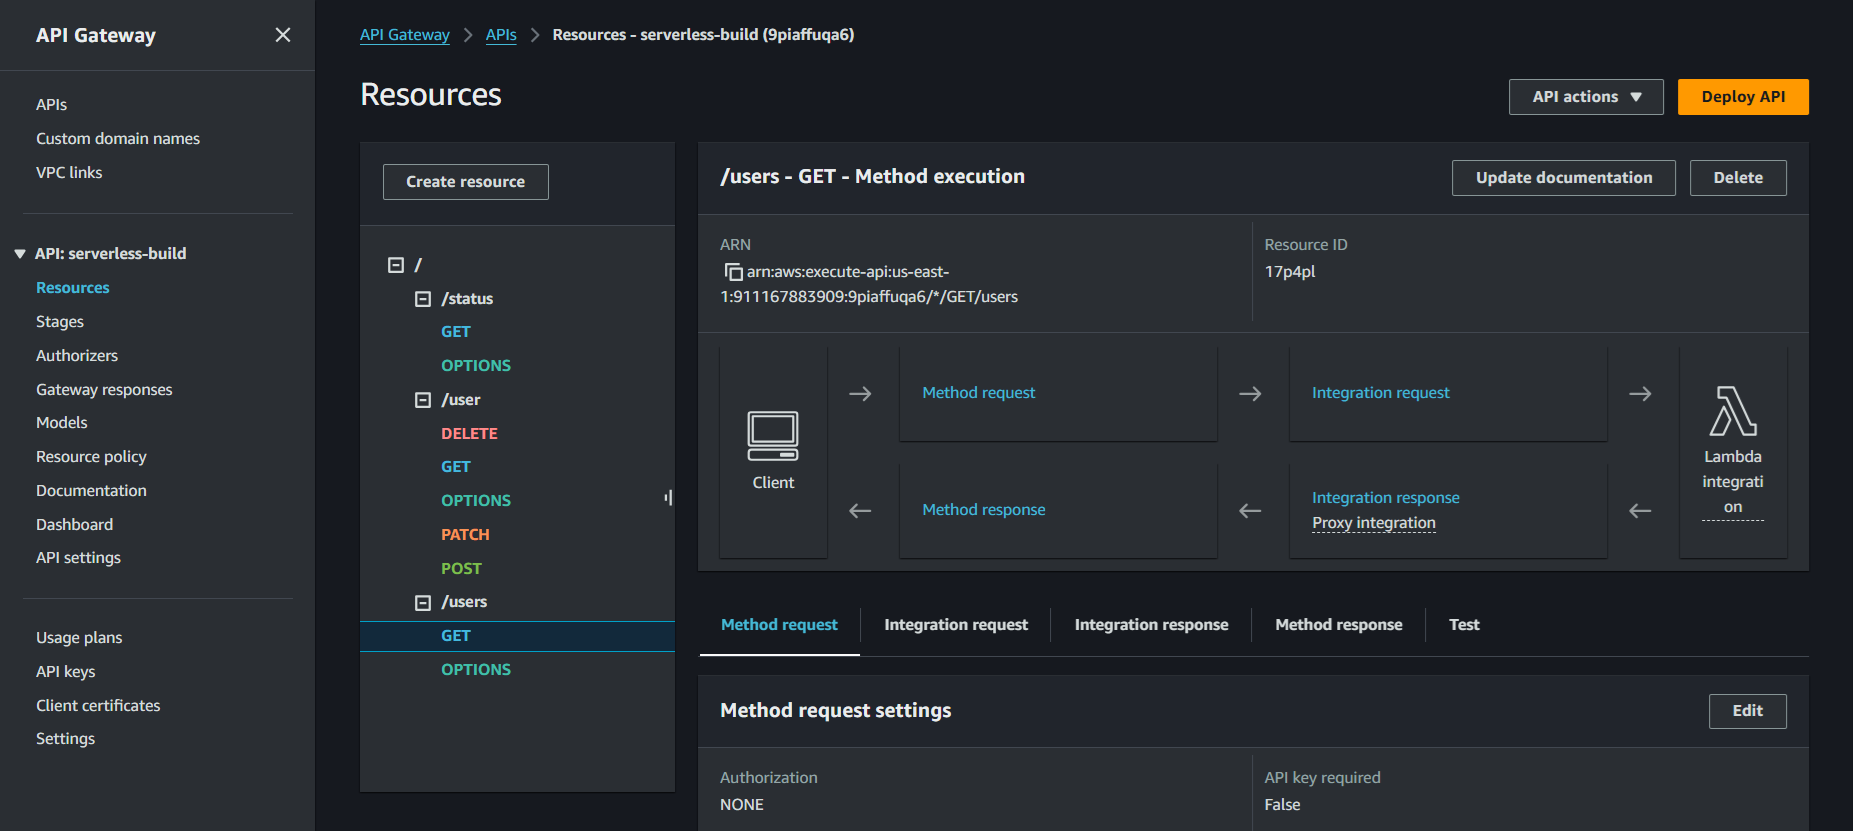 API Gateway
APIs
Custom domain names
VPC links
API: serverless-build
Resources
Stages
Authorizers
Gateway responses
Models
Resource policy
Documentation
Dashboard
API settings
Usage plans
API keys
Client certificates
Settings
API Gateway
APIs
Resources - serverless-build (9piaffuqa6)
Resources
API actions
Deploy API
Create resource
/
/status
GET
OPTIONS
/user
DELETE
GET
OPTIONS
PATCH
POST
/users
GET
OPTIONS
/users - GET - Method execution
Update documentation
Delete
ARN
arn:aws:execute-api:us-east-
1:911167883909:9piaffuqa6/*/GET/users
Resource ID
17p4pl
Client
Method request
Integration request
Method response
Integration response
Proxy integration
Lambda
integrati
on
Method request
Integration request
Integration response
Method response
Test
Method request settings
Edit
Authorization
NONE
API key required
False